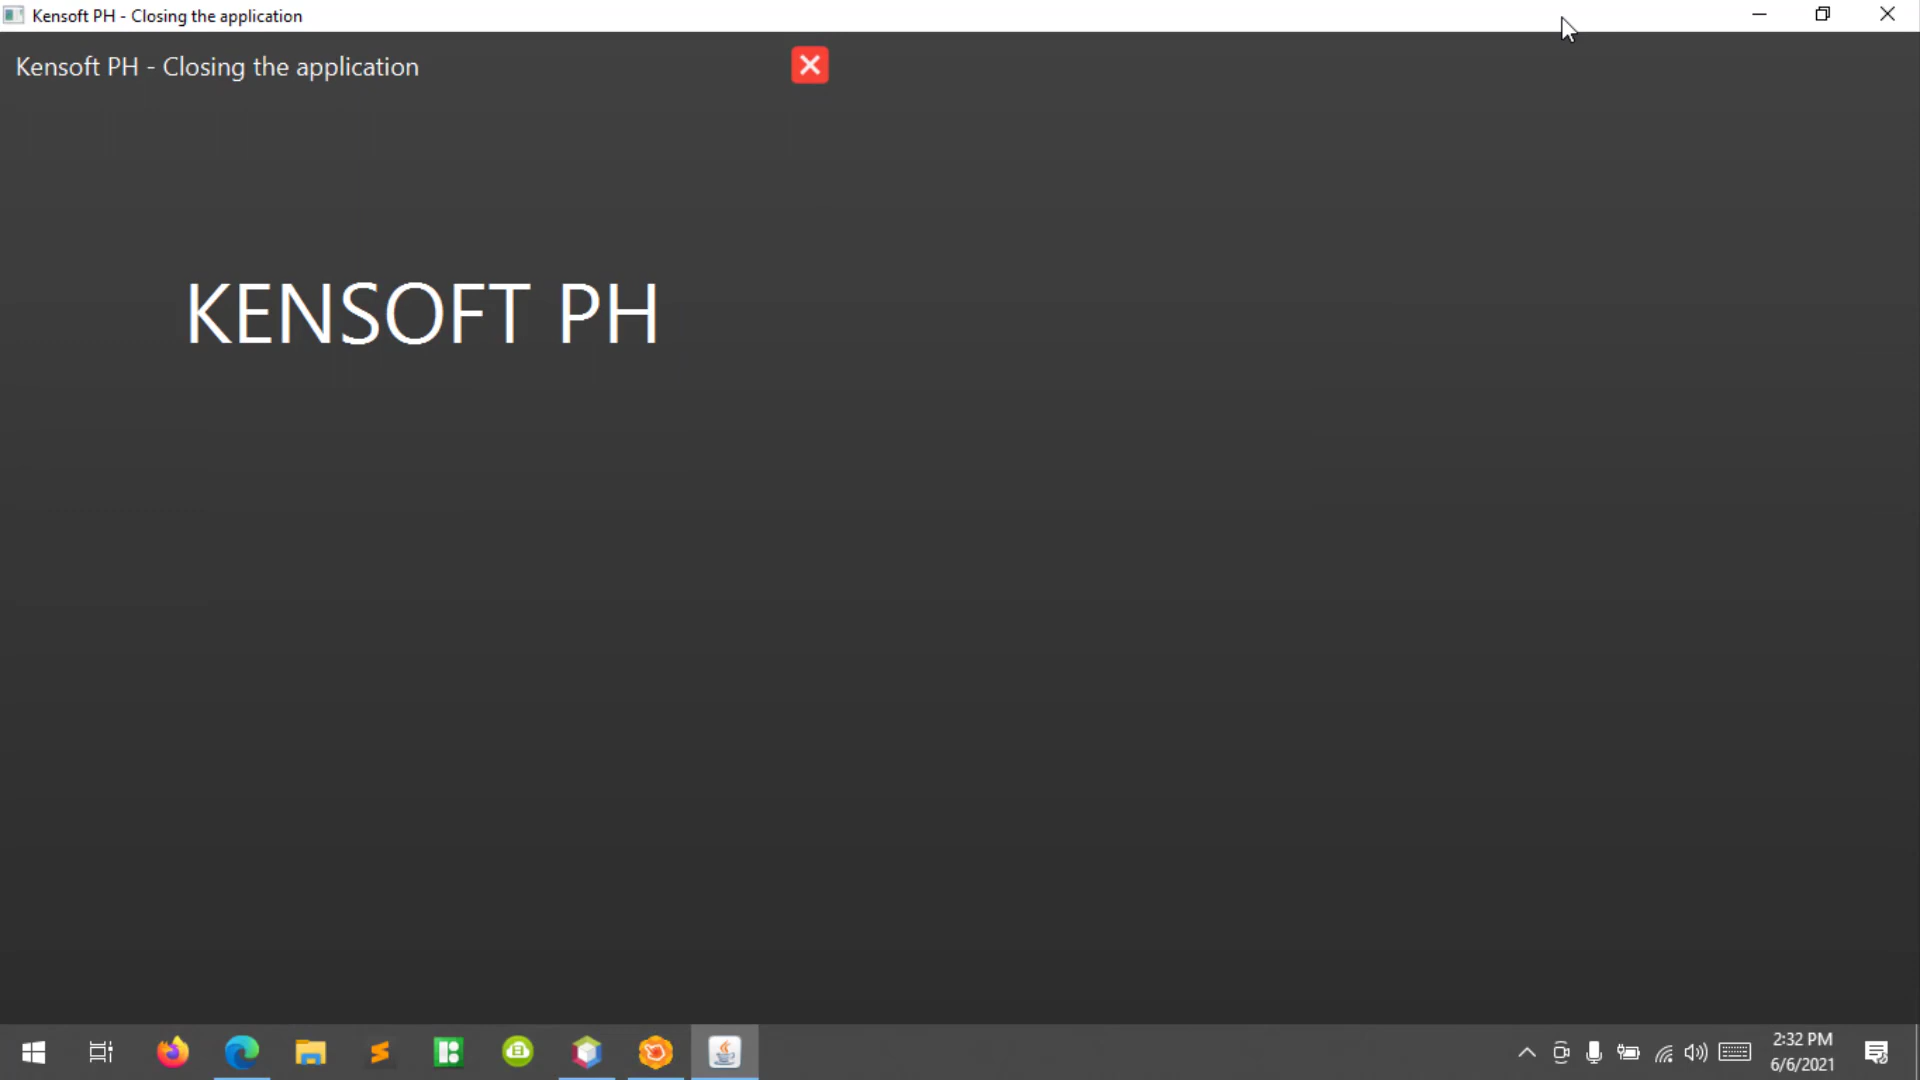 Kensoft PH - Closing the application
Kensoft PH - Closing the application
KENSOFT PH
2:32 PM
6/6/2021